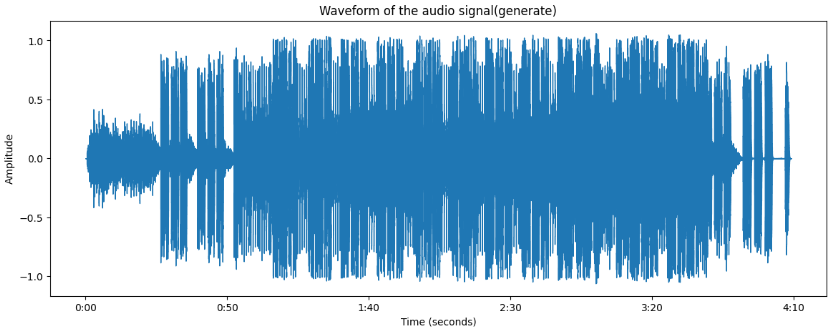 Waveform of the audio signal(generate)
1.0
0.5
0.0
−0.5
−1.0
Amplitude
0:00 0:50 1:40 2:30 3:20 4:10
Time (seconds)